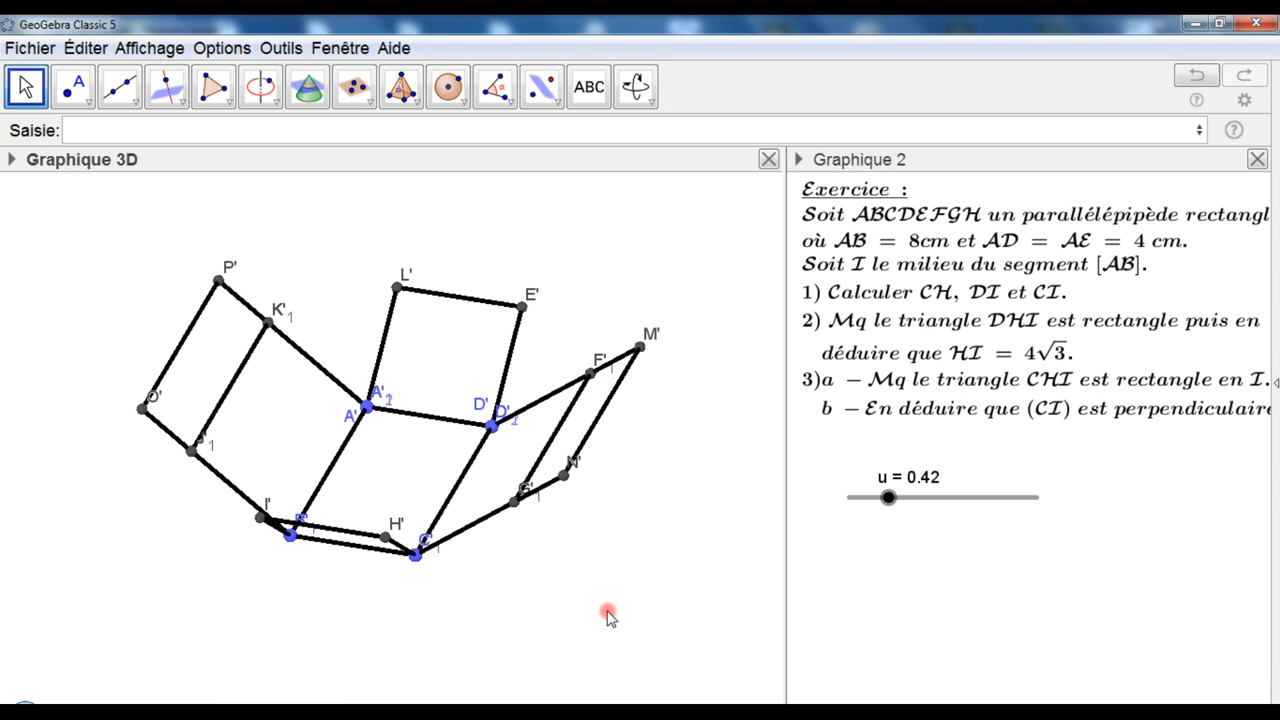 GeoGebra Classic 5
Fichier Éditer Affichage Options Outils Fenêtre Aide
A
ABC
Saisie:
Graphique 3D
Graphique 2
Exercice :
Soit ABCDEFGH un parallélépipède rectangl
où AB = 8cm et AD = AE = 4 cm.
Soit I le milieu du segment [AB].
1) Calculer CH, DI et CI.
2) Mq le triangle DHI est rectangle puis en
déduire que HI = 4√3.
3)a – Mq le triangle CHI est rectangle en I.
b – En déduire que (CI) est perpendiculaire
u = 0.42
P'
L'
E'
K'1
M'
F'1
A'
D'
O'
J'1
N'
G'1
I'
H'